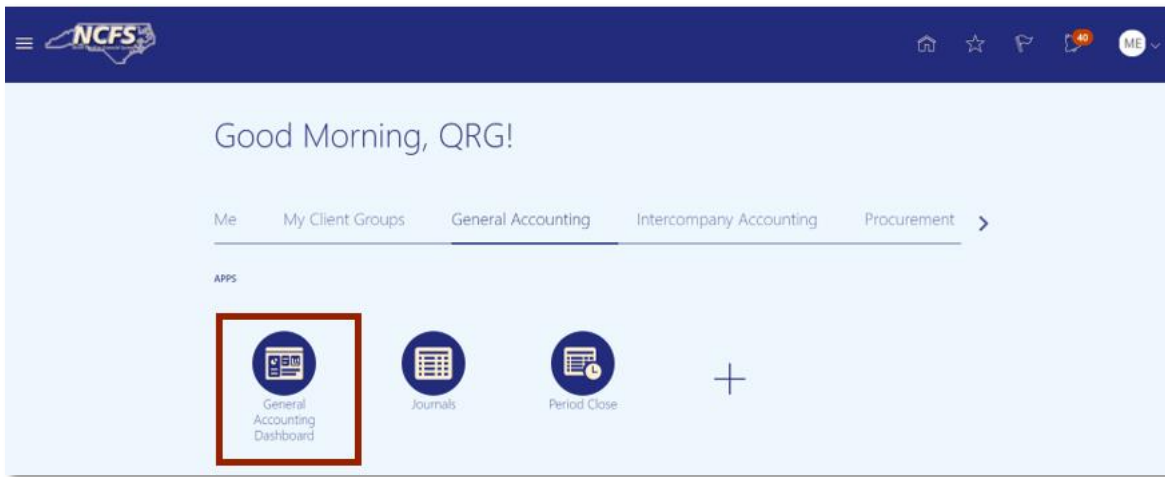 NCFS
40
ME
Good Morning, QRG!
Me My Client Groups General Accounting Intercompany Accounting Procurement
APPS
General Accounting Dashboard
Journals
Period Close